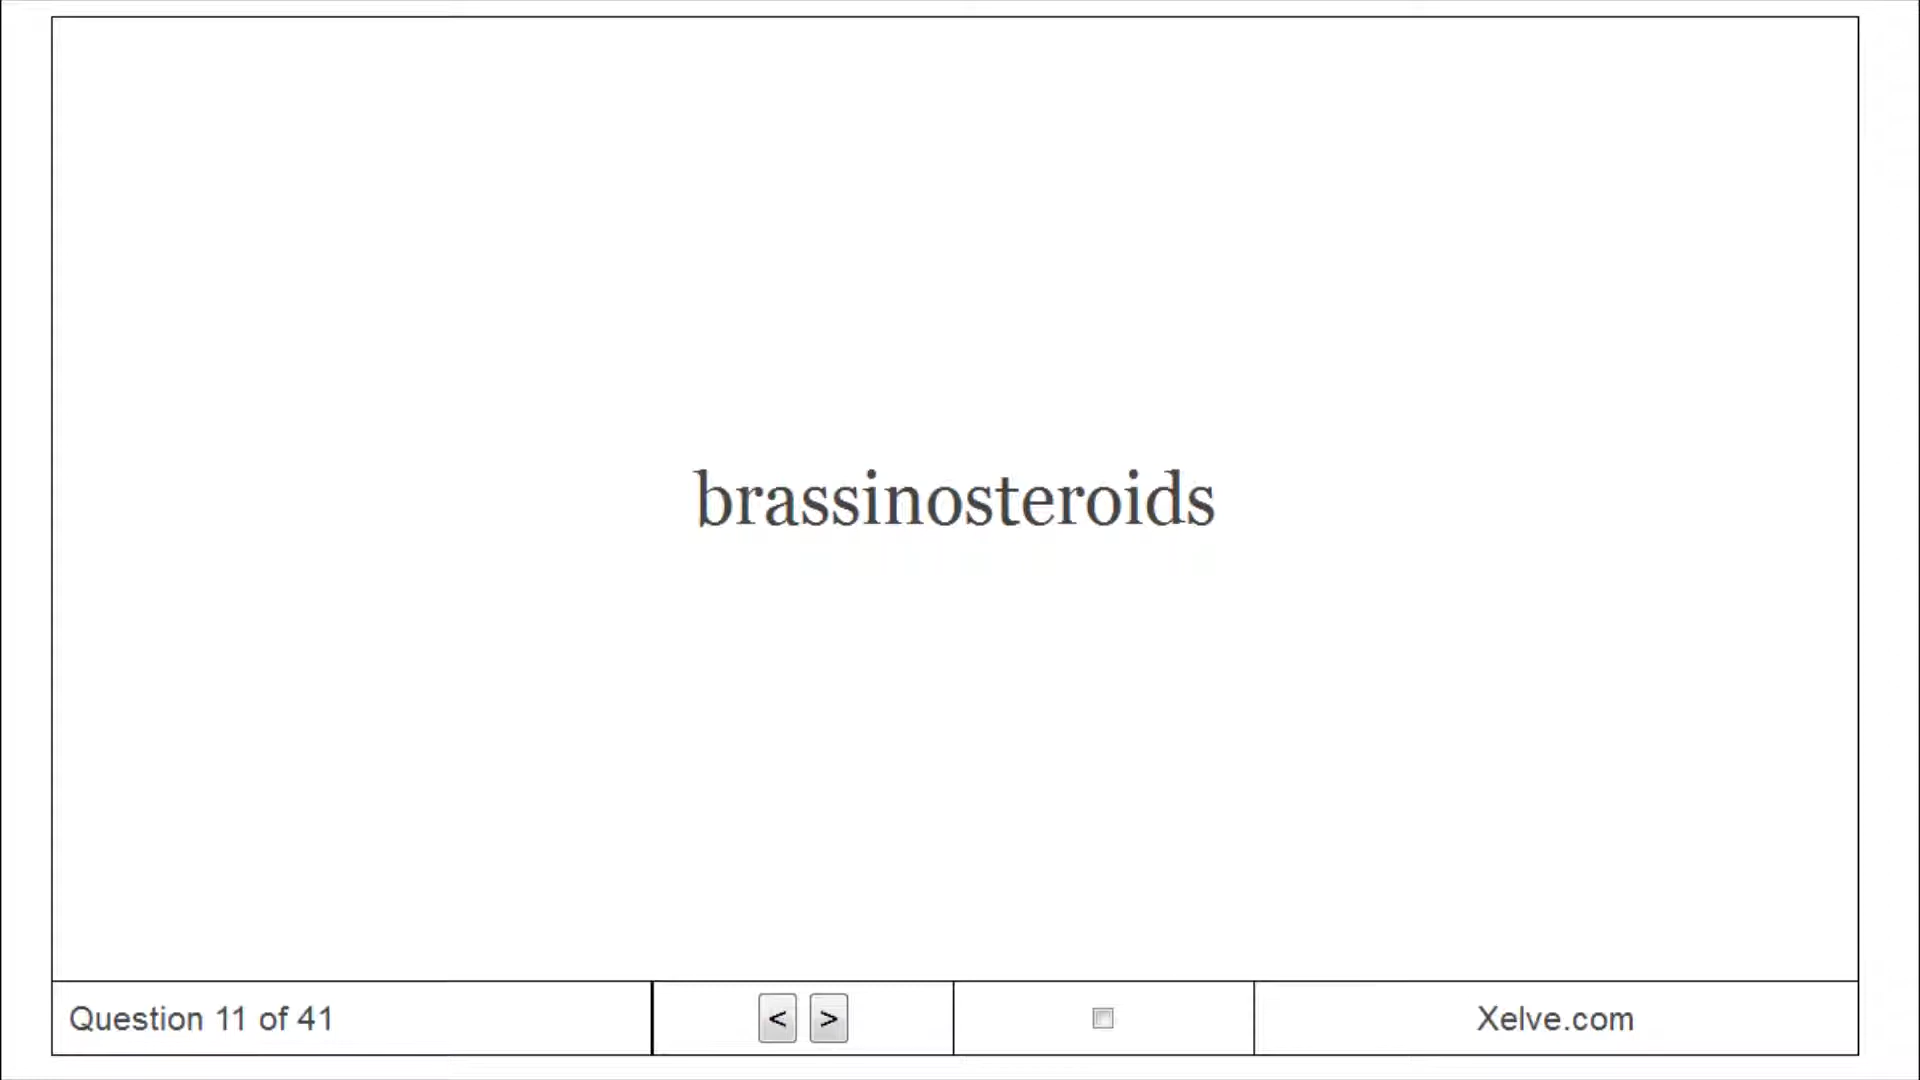 brassinosteroids
Question 11 of 41
< >
Xelve.com